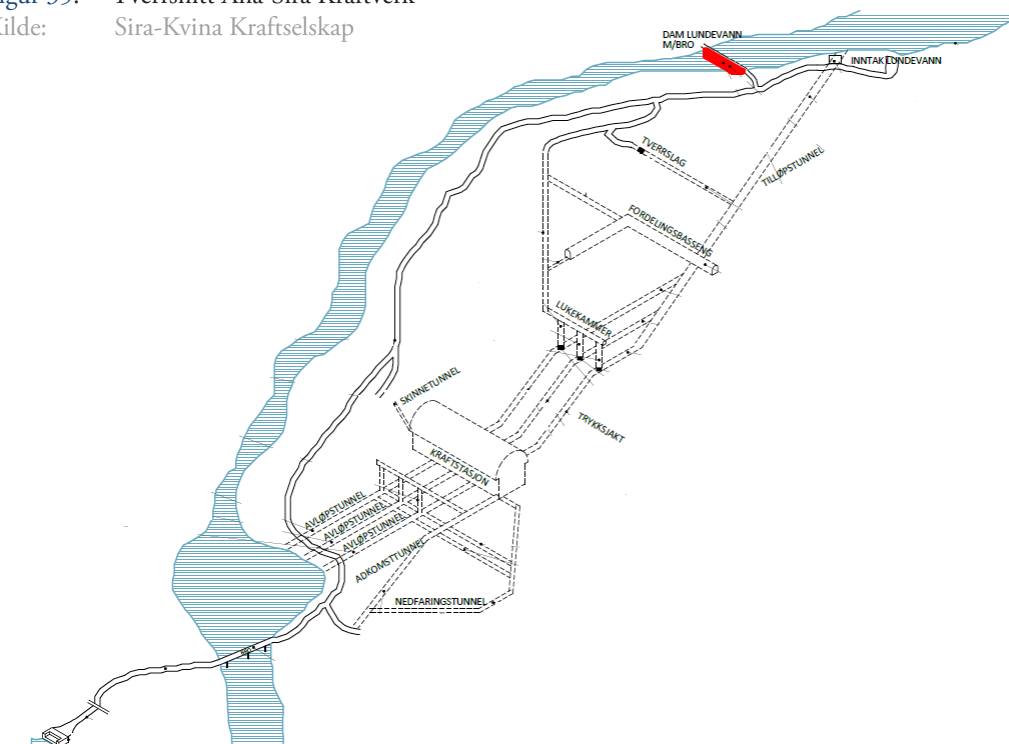 Tverrsnitt Åna-Sira Kraftverk
Kilde: Sira-Kvina Kraftselskap
DAM LUNDEVANN
M/BRO
INNTAK LUNDEVANN
TVERRSLAG
TILLØPSTUNNEL
FORDELINGSBASSENG
LUKEKAMMER
SKINNETUNNEL
TRYKKSJAKT
KRAFTSTASJON
AVLØPSTUNNEL
AVLØPSTUNNEL
AVLØPSTUNNEL
ADKOMSTTUNNEL
NEDFARINGSTUNNEL
BRO